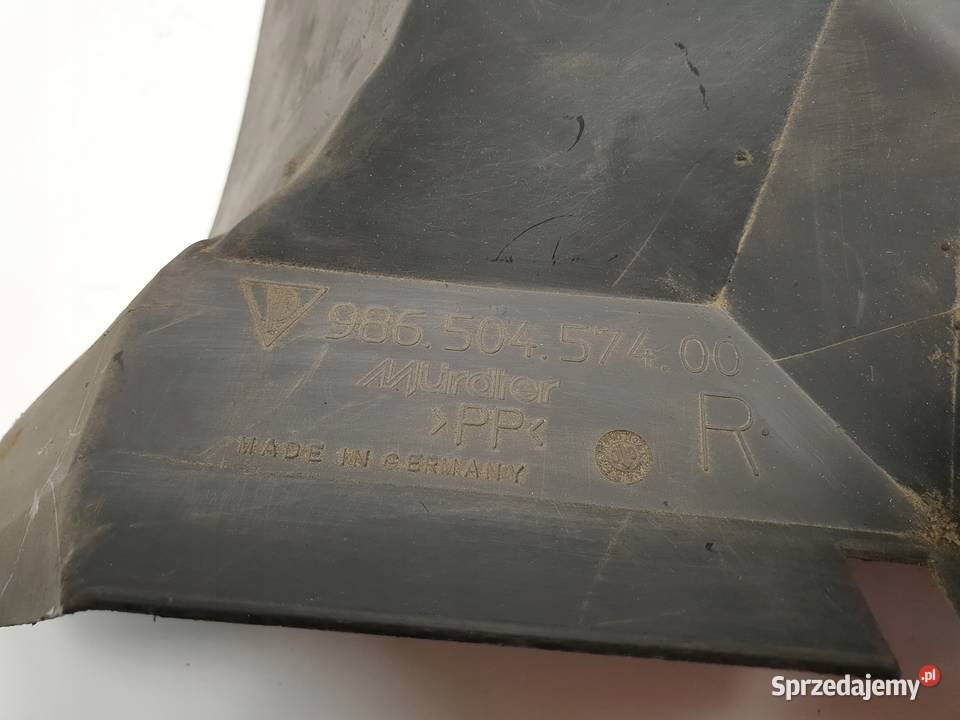 986.504.574.00
Mürdter
>PP<
R
MADE IN GERMANY
Sprzedajemy.pl